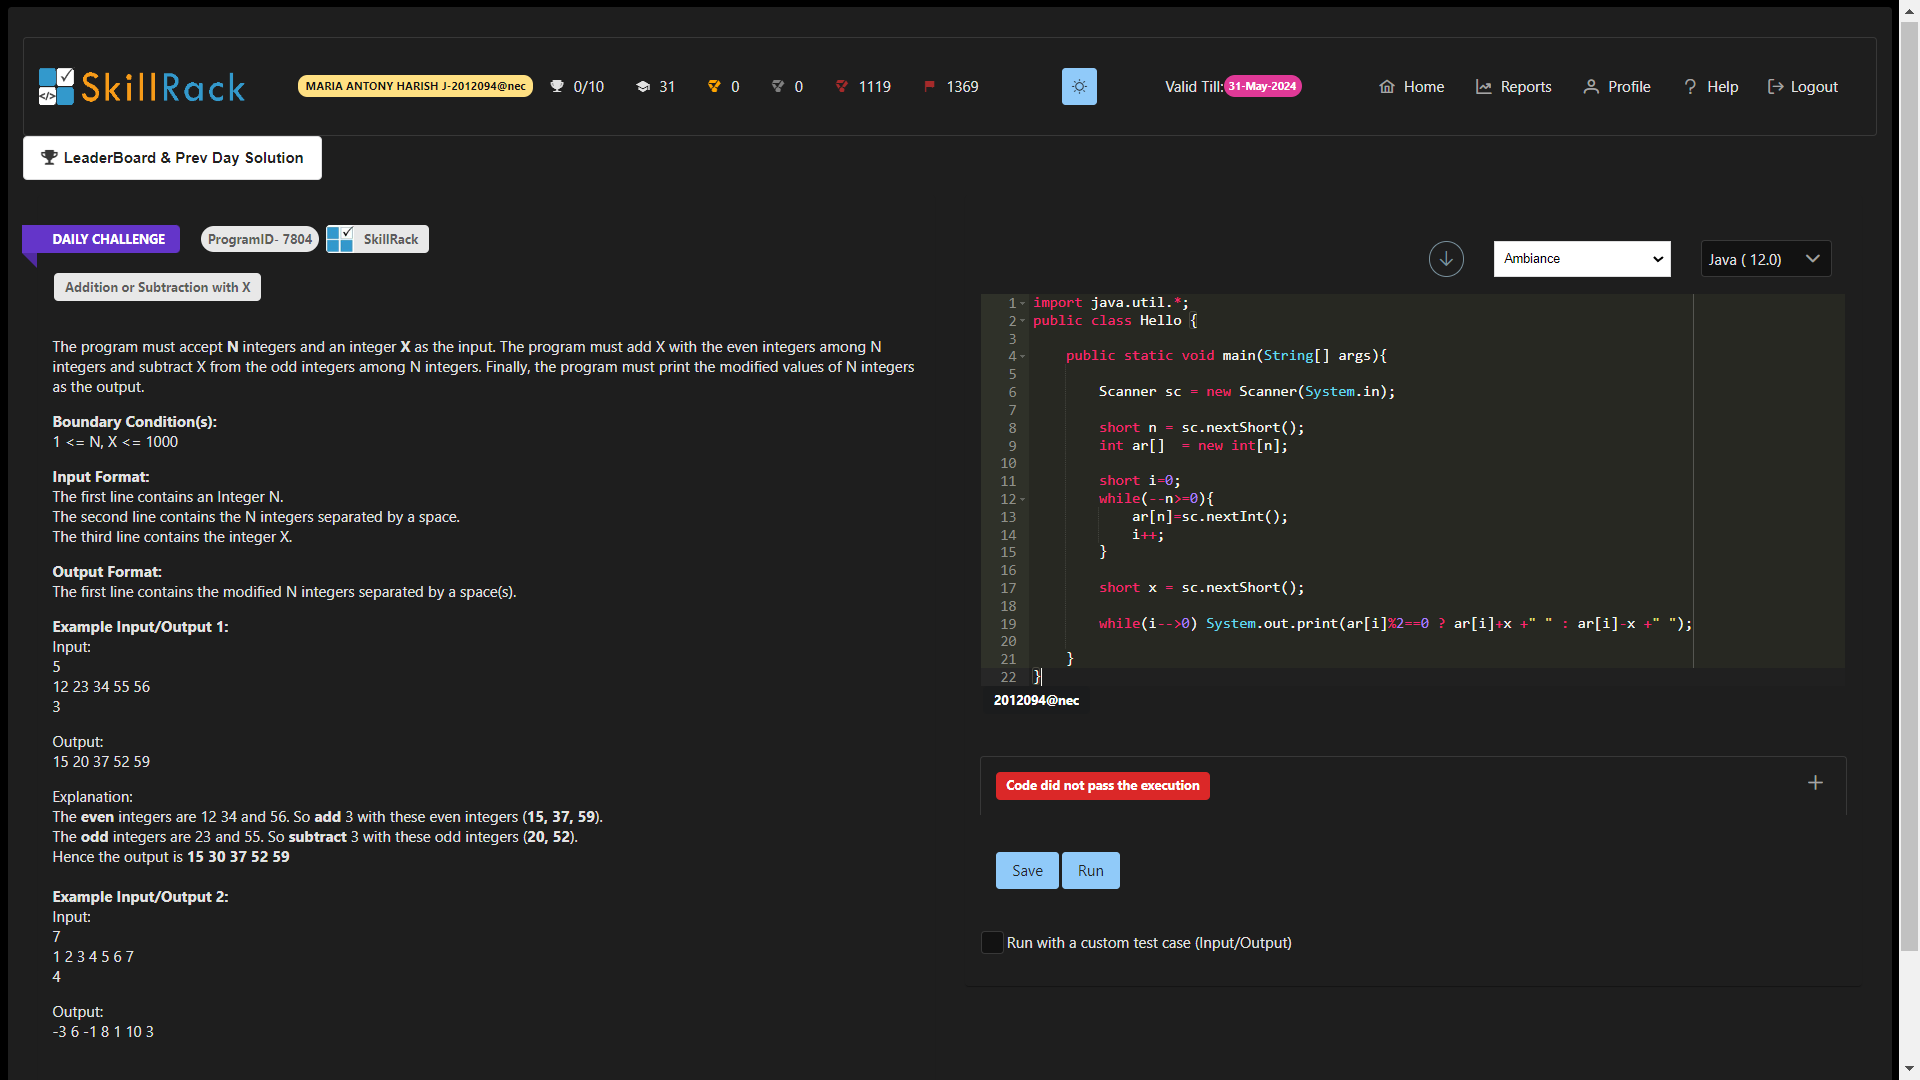 SkillRack
MARIA ANTONY HARISH J-2012094@nec
0/10
31
0
0
1119
1369
Valid Till:31-May-2024
Home
Reports
Profile
? Help
Logout
LeaderBoard & Prev Day Solution
DAILY CHALLENGE
ProgramID- 7804
SkillRack
Addition or Subtraction with X
The program must accept N integers and an integer X as the input. The program must add X with the even integers among N
integers and subtract X from the odd integers among N integers. Finally, the program must print the modified values of N integers
as the output.
Boundary Condition(s):
1 <= N, X <= 1000
Input Format:
The first line contains an Integer N.
The second line contains the N integers separated by a space.
The third line contains the integer X.
Output Format:
The first line contains the modified N integers separated by a space(s).
Example Input/Output 1:
Input:
5
12 23 34 55 56
3
Output:
15 20 37 52 59
Explanation:
The even integers are 12 34 and 56. So add 3 with these even integers (15, 37, 59).
The odd integers are 23 and 55. So subtract 3 with these odd integers (20, 52).
Hence the output is 15 30 37 52 59
Example Input/Output 2:
Input:
7
1 2 3 4 5 6 7
4
Output:
-3 6 -1 8 1 10 3
Ambiance
Java ( 12.0)
1 import java.util.*;
2 public class Hello {
3
4 public static void main(String[] args){
5
6 Scanner sc = new Scanner(System.in);
7
8 short n = sc.nextShort();
9 int ar[]  = new int[n];
10
11 short i=0;
12 while(--n>=0){
13 ar[n]=sc.nextInt();
14 i++;
15 }
16
17 short x = sc.nextShort();
18
19 while(i-->0) System.out.print(ar[i]%2==0 ? ar[i]+x +" " : ar[i]-x +" ");
20
21 }
22 }
2012094@nec
Code did not pass the execution
+
Save
Run
Run with a custom test case (Input/Output)